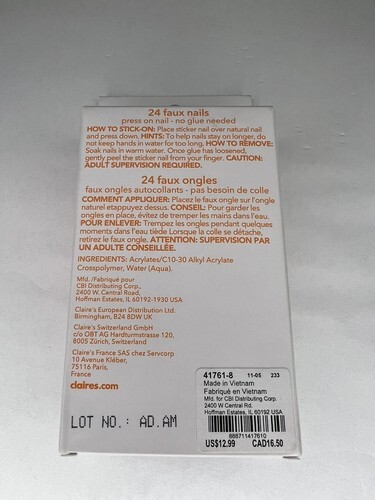 24 faux nails
press on nail - no glue needed
HOW TO STICK-ON: Place sticker nail over natural nail
and press down. HINTS: To help nails stay on longer, do
not keep hands in water for too long. HOW TO REMOVE:
Soak nails in warm water. Once glue has loosened,
gently peel the sticker nail from your finger. CAUTION:
ADULT SUPERVISION REQUIRED.
24 faux ongles
faux ongles autocollants - pas besoin de colle
COMMENT APPLIQUER: Placez le faux ongle sur l'ongle
naturel etappuyez dessus. CONSEIL: Pour garder les
ongles en place, évitez de tremper les mains dans l'eau.
POUR ENLEVER: Trempez les ongles pendant quelques
moments dans l'eau tiède Lorsque la colle se détache,
retirez le faux ongle. ATTENTION: SUPERVISION PAR
UN ADULTE CONSEILLÉE.
INGREDIENTS: Acrylates/C10-30 Alkyl Acrylate
Crosspolymer, Water (Aqua).
Mfg./Fabriqué pour
CBI Distributing Corp.,
2400 W, Central Road,
Hoffman Estates, IL 60192-1930 USA
Claire's European Distribution Ltd.
Birmingham, B24 8DW UK
Claire's Switzerland GmbH
c/o OBT AG Hardturmstrasse 120,
8005 Zürich, Switzerland
Claire's France SAS chez Servcorp
10 Avenue Kléber,
75116 Paris,
France
claires.com
LOT NO.: AD.AM
41761-8 11-05 233
Made in Vietnam
Fabriqué en Vietnam
Mfd. for CBI Distributing Corp.
2400 W Central Rd.
Hoffman Estates, IL 60192 USA
888711417610
US$12.99 CAD16.50